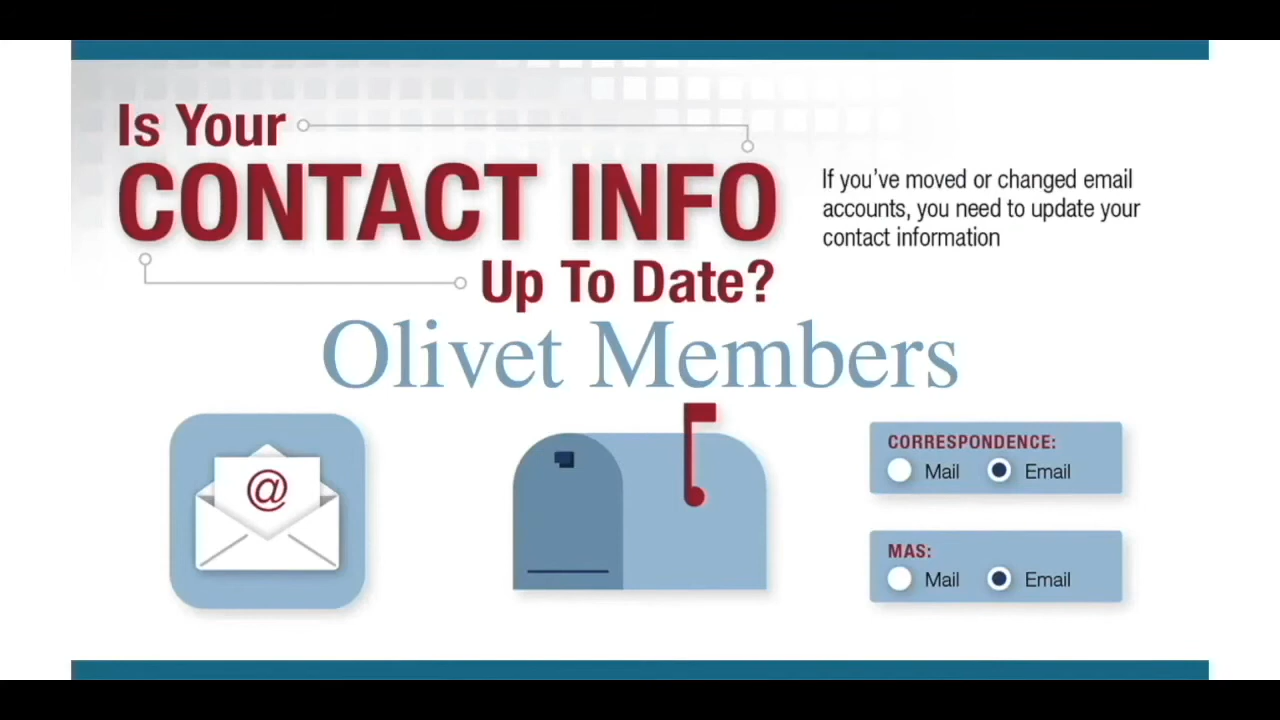 Is Your
CONTACT INFO
Up To Date?
If you've moved or changed email
accounts, you need to update your
contact information
Olivet Members
@
CORRESPONDENCE:
Mail Email
MAS:
Mail Email